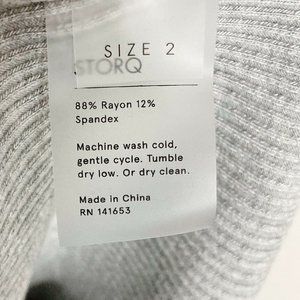 SIZE 2
STORQ
88% Rayon 12%
Spandex
Machine wash cold,
gentle cycle. Tumble
dry low. Or dry clean.
Made in China
RN 141653